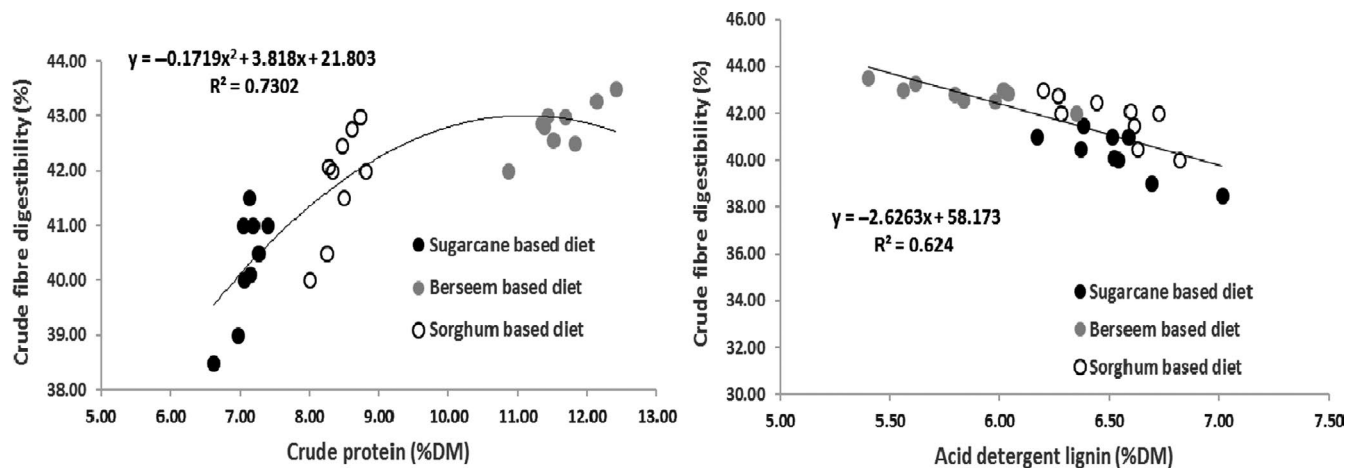 y = –0.1719x² + 3.818x + 21.803
R² = 0.7302
Crude fibre digestibility (%)
44.00
43.00
42.00
41.00
40.00
39.00
38.00
Sugarcane based diet
Berseem based diet
Sorghum based diet
5.00 6.00 7.00 8.00 9.00 10.00 11.00 12.00 13.00
Crude protein (%DM)
Crude fibre digestibility (%)
46.00
44.00
42.00
40.00
38.00
36.00
34.00
32.00
30.00
y = –2.6263x + 58.173
R² = 0.624
Sugarcane based diet
Berseem based diet
Sorghum based diet
5.00 5.50 6.00 6.50 7.00 7.50
Acid detergent lignin (%DM)